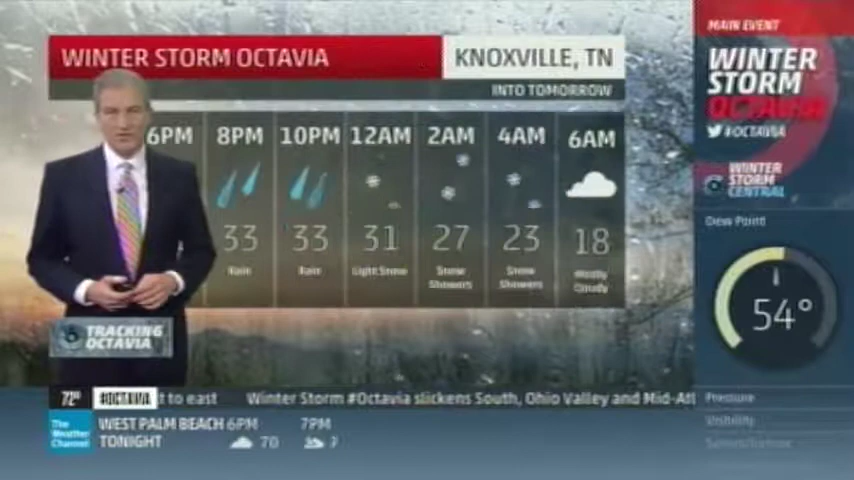 WINTER STORM OCTAVIA
KNOXVILLE, TN
INTO TOMORROW
6PM 8PM 10PM 12AM 2AM 4AM 6AM
33 33 31 27 23 18
Rain Rain Light Snow Snow Showers Snow Showers Mostly Cloudy
TRACKING
OCTAVIA
MAIN EVENT
WINTER
STORM
OCTAVIA
#OCTAVIA
WINTER
STORM
CENTRAL
Dew Point
54°
Pressure
Visibility
72° #OCTAVIA t to east Winter Storm #Octavia slickens South, Ohio Valley and Mid-Atl
The
Weather
Channel
WEST PALM BEACH 6PM 7PM
TONIGHT 70